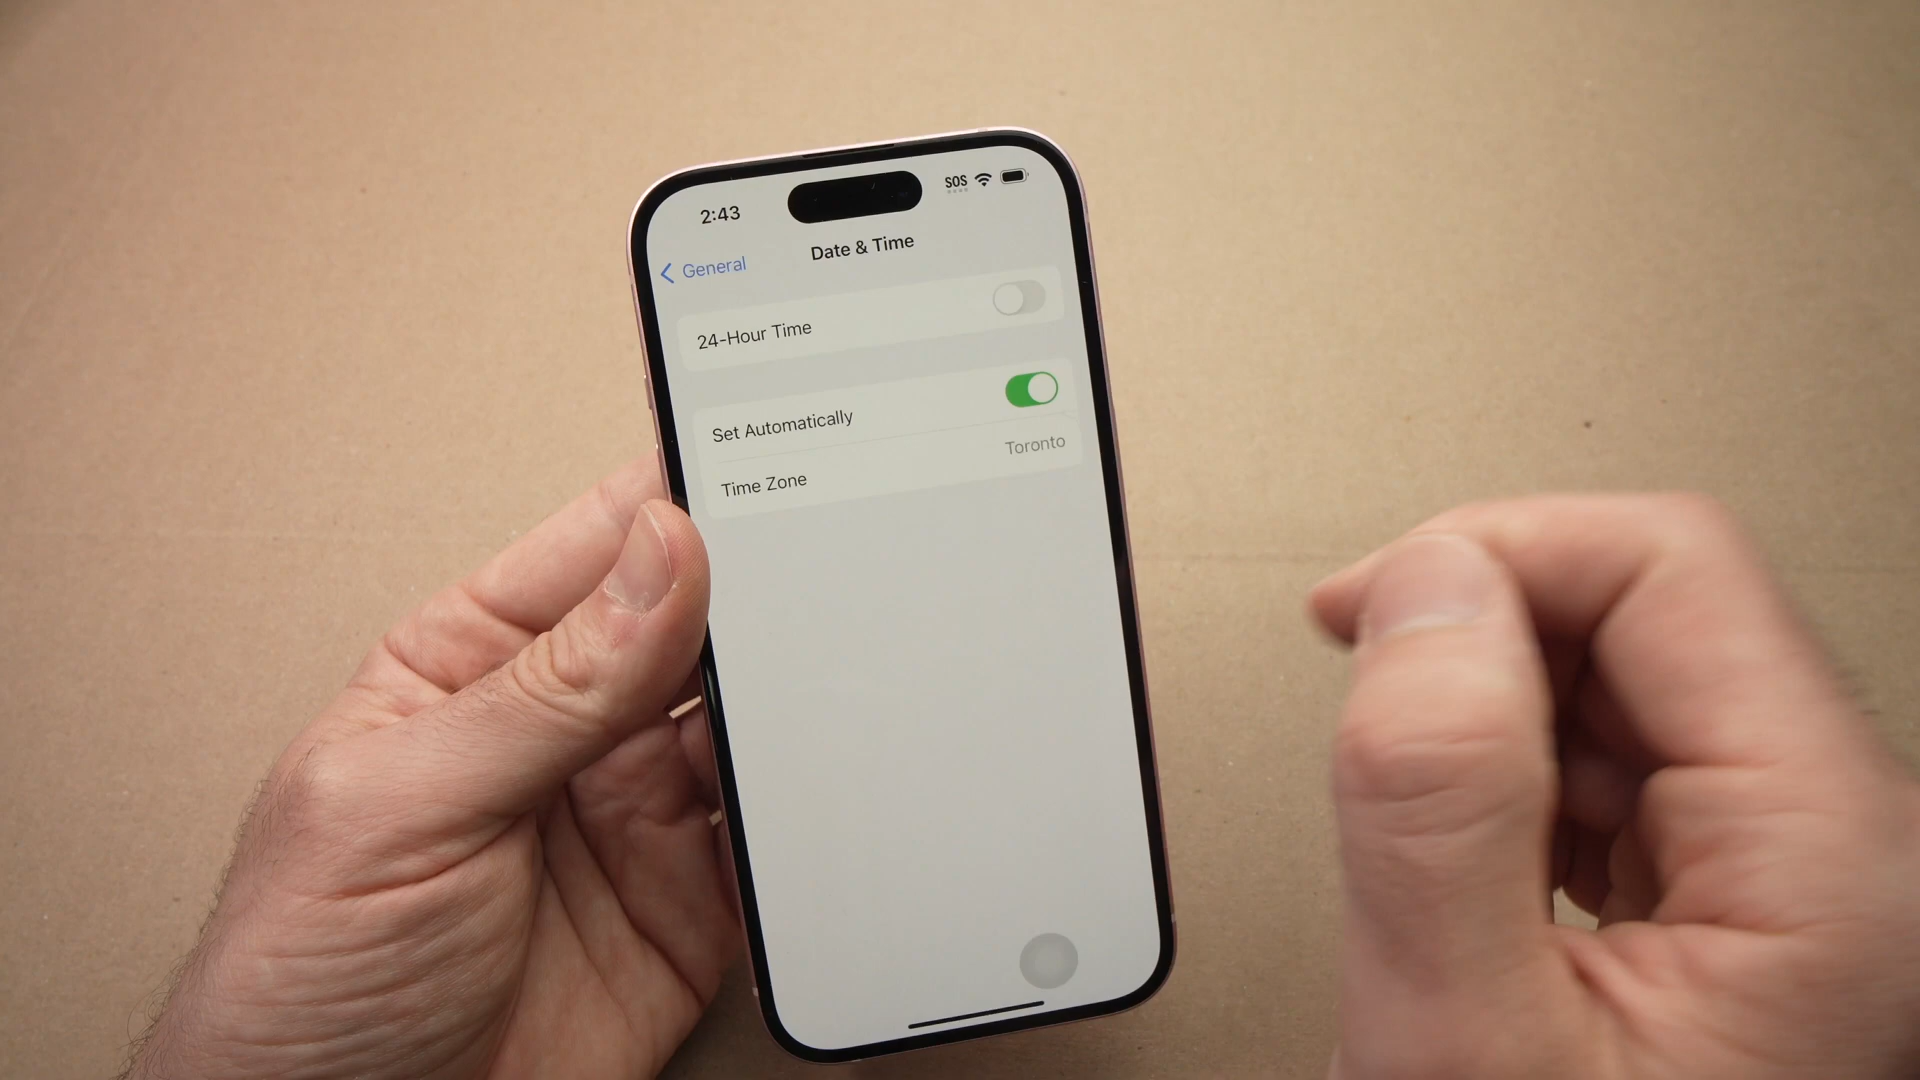 2:43
SOS
General
Date & Time
24-Hour Time
Set Automatically
Time Zone
Toronto